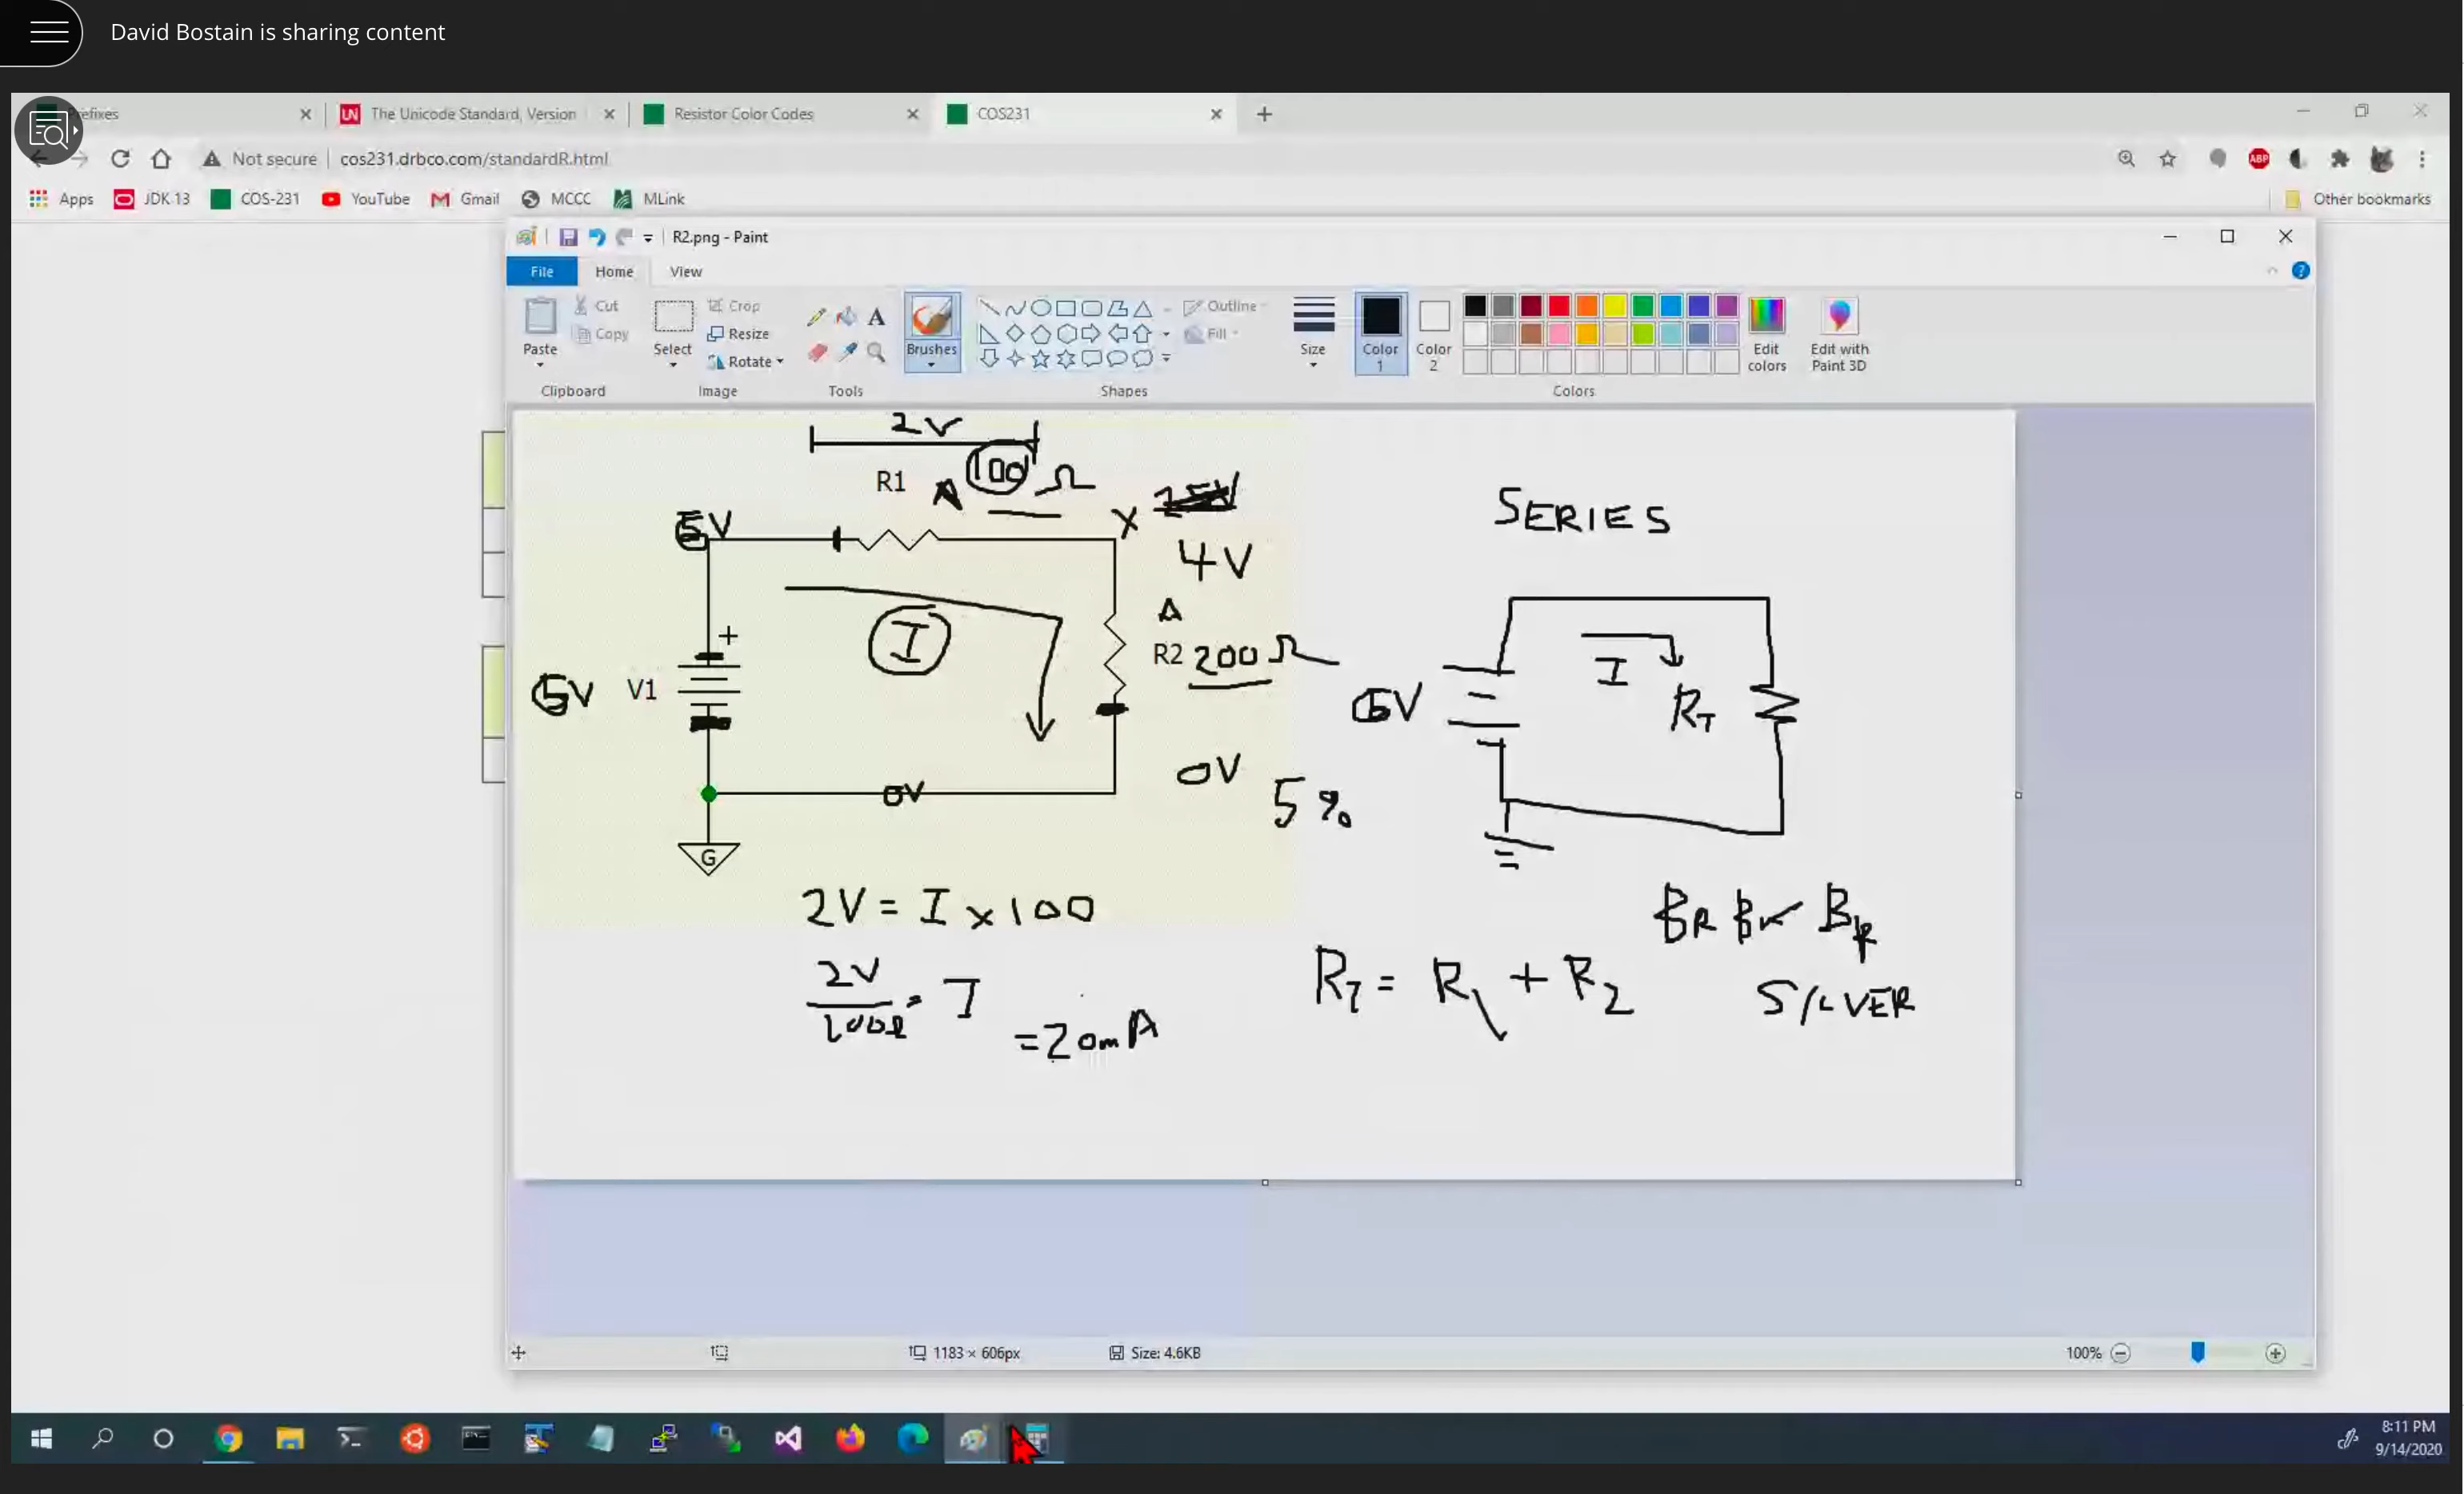 David Bostain is sharing content
The Unicode Standard, Version
Resistor Color Codes
COS231
Not secure
cos231.drbco.com/standardR.html
Apps
JDK 13
COS-231
YouTube
Gmail
MCCC
MLink
Other bookmarks
R2.png - Paint
File
Home
View
Cut
Copy
Paste
Crop
Resize
Rotate
Select
Brushes
Outline
Fill
Size
Color 1
Color 2
Edit colors
Edit with Paint 3D
Clipboard
Image
Tools
Shapes
Colors
2V
R1
100 Ω
X
5V
4V
SERIES
+
I
V1
R2 200 Ω
I
RT
0V
0V
5%
G
2V = I x 100
BR
RT = R1 + R2
SILVER
2V
= I
= 20mA
1183 × 606px
Size: 4.6KB
100%
8:11 PM
9/14/2020